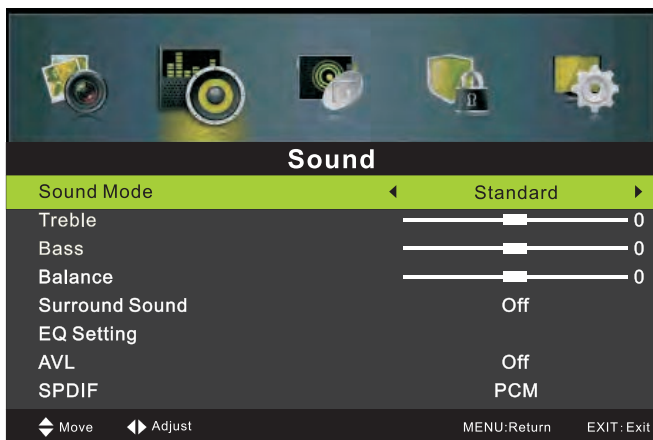 Sound
Sound Mode Standard
Treble 0
Bass 0
Balance 0
Surround Sound Off
EQ Setting
AVL Off
SPDIF PCM
Move Adjust MENU:Return EXIT:Exit